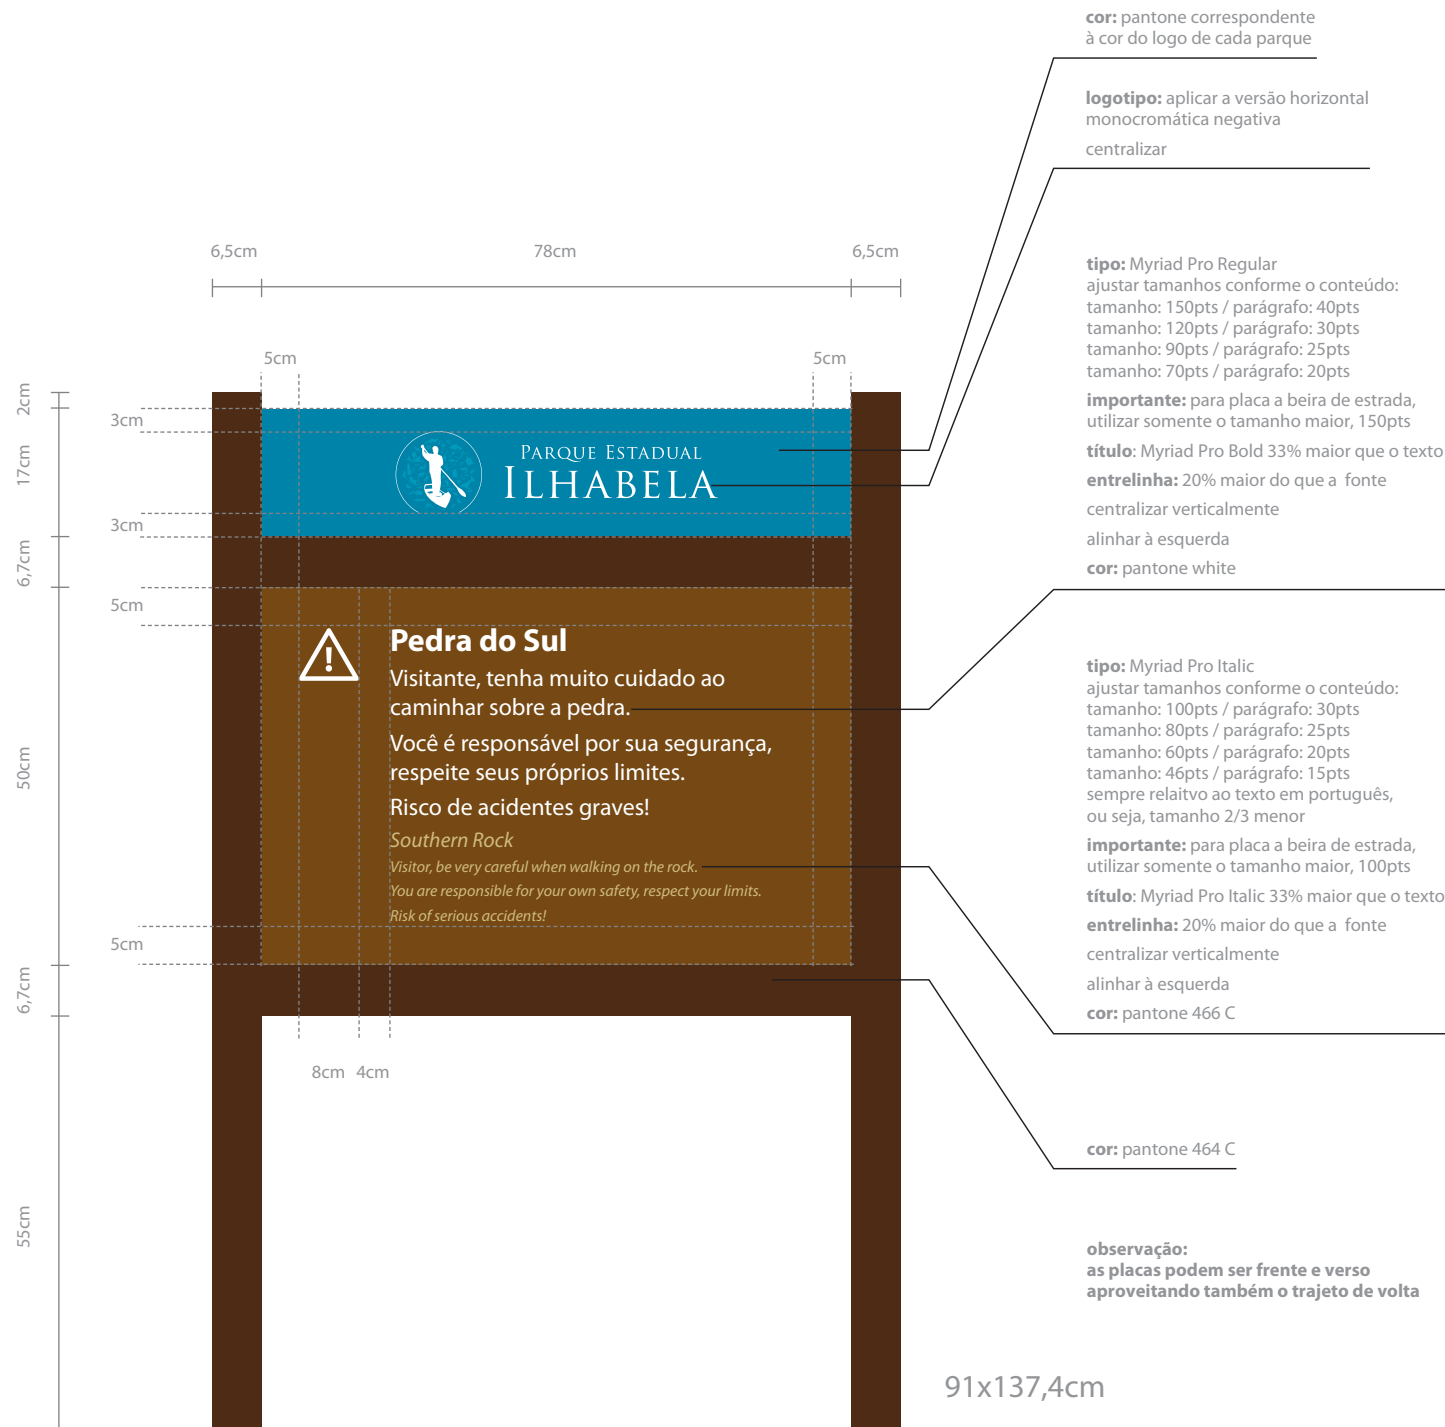 cor: pantone correspondente
à cor do logo de cada parque
logotipo: aplicar a versão horizontal
monocromática negativa
centralizar
6,5cm
78cm
6,5cm
5cm
5cm
2cm
17cm
6,7cm
50cm
6,7cm
55cm
3cm
3cm
5cm
5cm
PARQUE ESTADUAL
ILHABELA
Pedra do Sul
Visitante, tenha muito cuidado ao
caminhar sobre a pedra.
Você é responsável por sua segurança,
respeite seus próprios limites.
Risco de acidentes graves!
Southern Rock
Visitor, be very careful when walking on the rock.
You are responsible for your own safety, respect your limits.
Risk of serious accidents!
8cm
4cm
tipo: Myriad Pro Regular
ajustar tamanhos conforme o conteúdo:
tamanho: 150pts / parágrafo: 40pts
tamanho: 120pts / parágrafo: 30pts
tamanho: 90pts / parágrafo: 25pts
tamanho: 70pts / parágrafo: 20pts
importante: para placa a beira de estrada,
utilizar somente o tamanho maior, 150pts
título: Myriad Pro Bold 33% maior que o texto
entrelinha: 20% maior do que a fonte
centralizar verticalmente
alinhar à esquerda
cor: pantone white
tipo: Myriad Pro Italic
ajustar tamanhos conforme o conteúdo:
tamanho: 100pts / parágrafo: 30pts
tamanho: 80pts / parágrafo: 25pts
tamanho: 60pts / parágrafo: 20pts
tamanho: 46pts / parágrafo: 15pts
sempre relaitvo ao texto em português,
ou seja, tamanho 2/3 menor
importante: para placa a beira de estrada,
utilizar somente o tamanho maior, 100pts
título: Myriad Pro Italic 33% maior que o texto
entrelinha: 20% maior do que a fonte
centralizar verticalmente
alinhar à esquerda
cor: pantone 466 C
cor: pantone 464 C
observação:
as placas podem ser frente e verso
aproveitando também o trajeto de volta
91x137,4cm